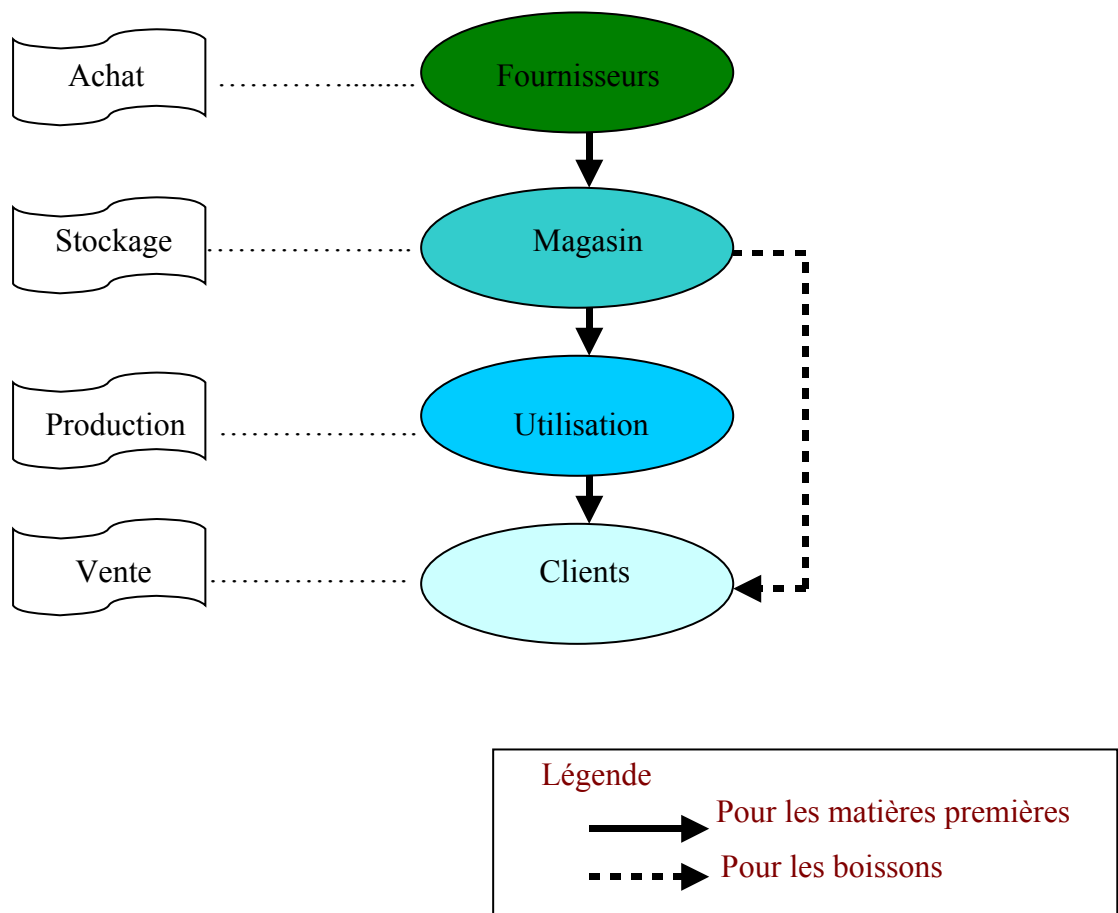 Achat
Fournisseurs
Stockage
Magasin
Production
Utilisation
Vente
Clients
Légende
Pour les matières premières
Pour les boissons